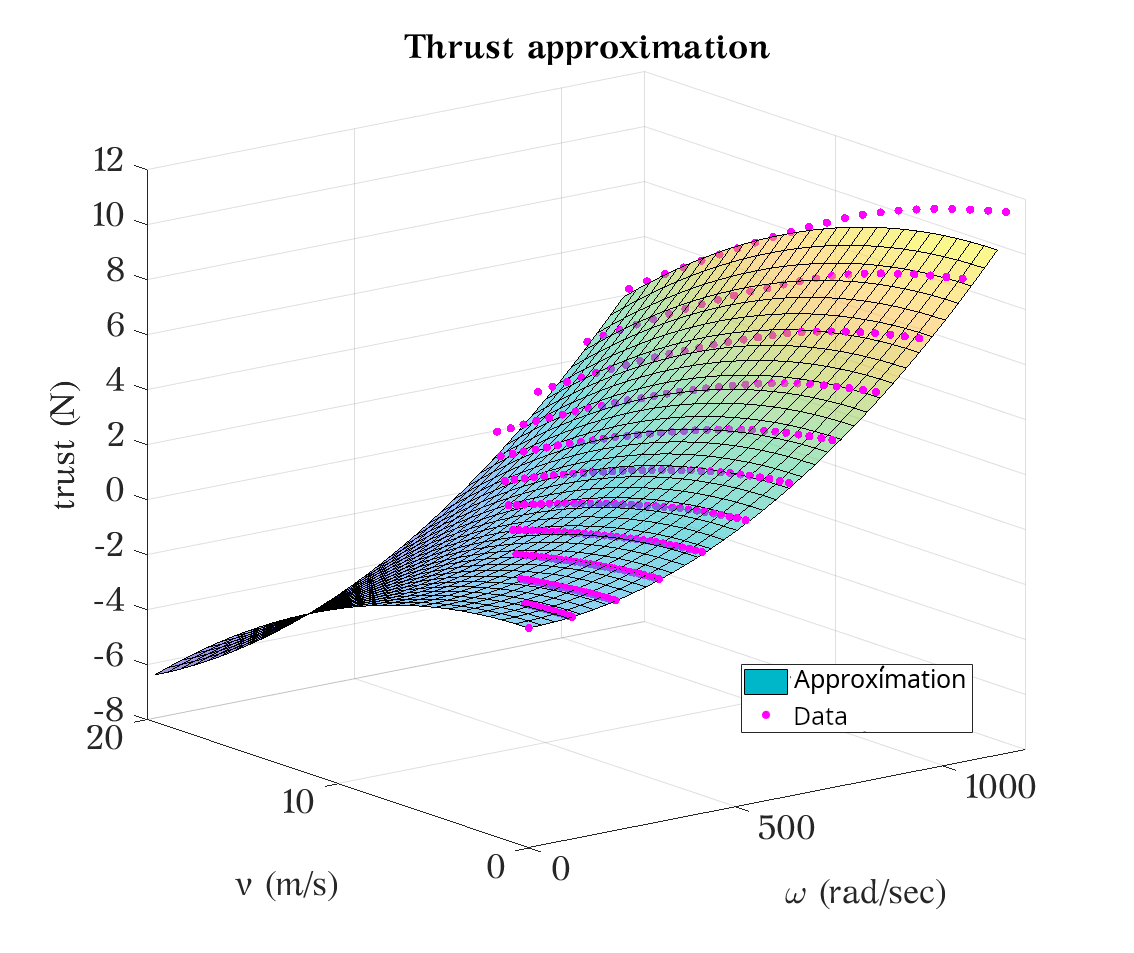 Thrust approximation
12
10
8
6
4
2
0
-2
-4
-6
-8
trust (N)
20
10
0
ν (m/s)
0
500
1000
ω (rad/sec)
Approximation
Data